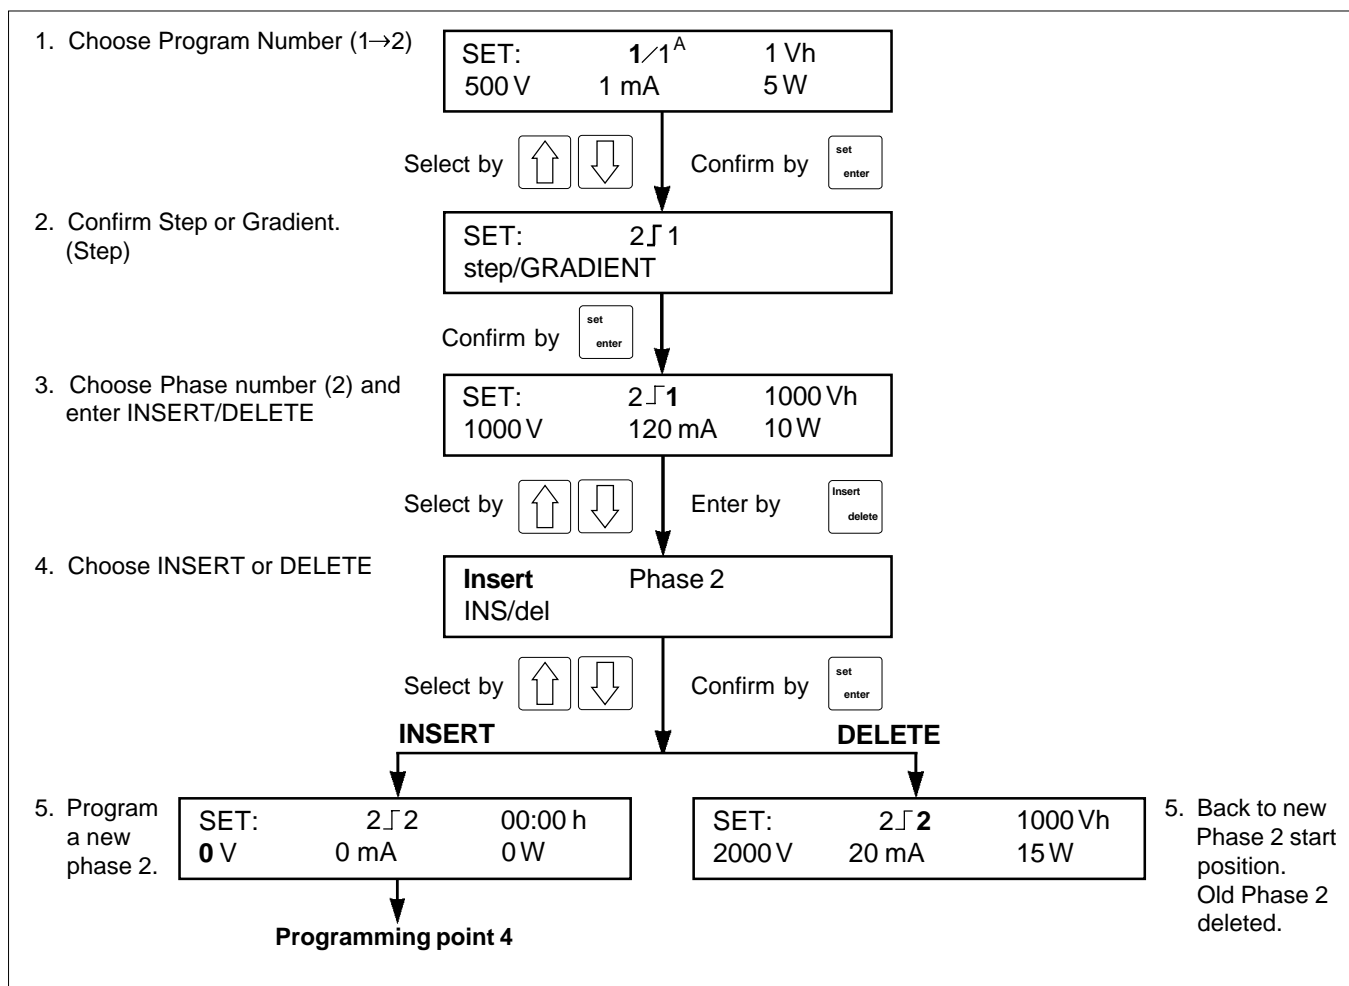 1. Choose Program Number (1→2)
SET: 1/1A 1 Vh
500 V 1 mA 5 W
Select by Confirm by set enter
2. Confirm Step or Gradient.
(Step)
SET: 2 1
step/GRADIENT
Confirm by set enter
3. Choose Phase number (2) and
enter INSERT/DELETE
SET: 2 1 1000 Vh
1000 V 120 mA 10 W
Select by Enter by Insert delete
4. Choose INSERT or DELETE
Insert Phase 2
INS/del
Select by Confirm by set enter
INSERT DELETE
5. Program
a new
phase 2.
SET: 2 2 00:00 h
0 V 0 mA 0 W
Programming point 4
SET: 2 2 1000 Vh
2000 V 20 mA 15 W
5. Back to new
Phase 2 start
position.
Old Phase 2
deleted.